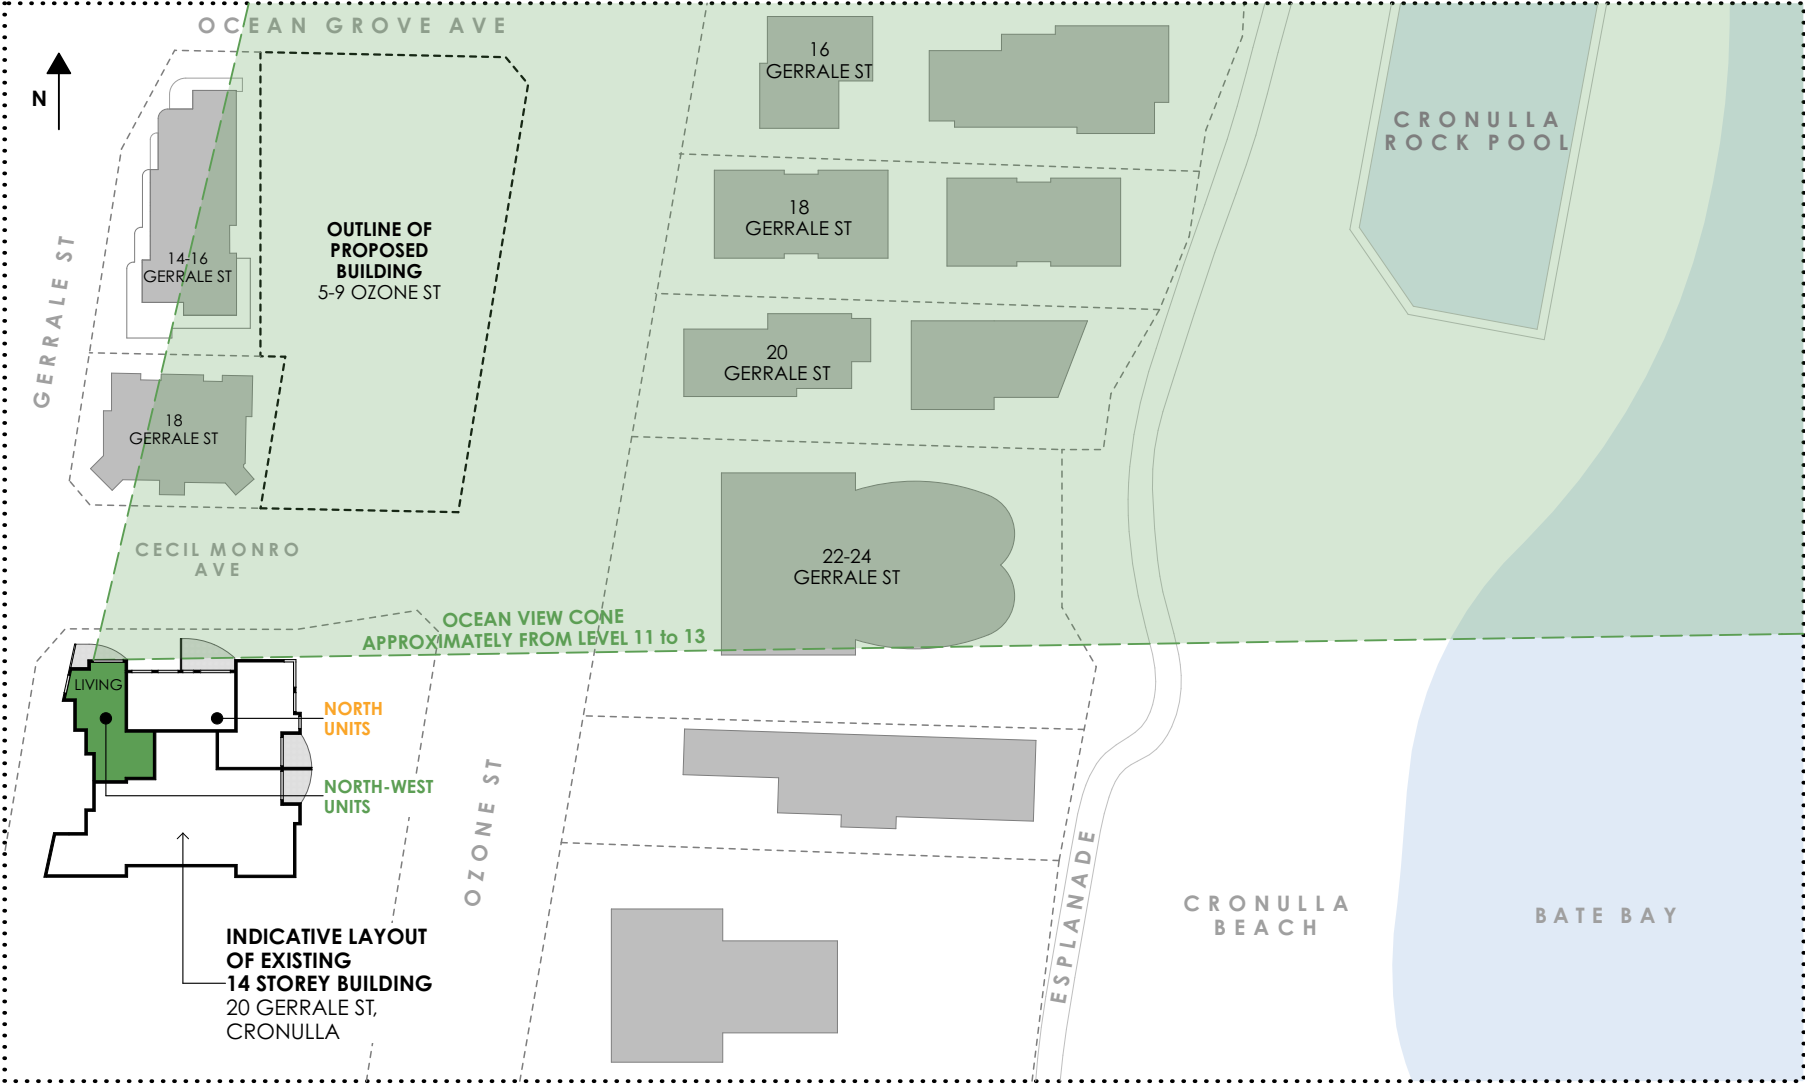 OCEAN GROVE AVE
N
16
GERRALE ST
CRONULLA
ROCK POOL
18
GERRALE ST
OUTLINE OF
PROPOSED
BUILDING
5-9 OZONE ST
14-16
GERRALE ST
GERRALE ST
20
GERRALE ST
18
GERRALE ST
CECIL MONRO
AVE
22-24
GERRALE ST
OCEAN VIEW CONE
APPROXIMATELY FROM LEVEL 11 to 13
LIVING
NORTH
UNITS
NORTH-WEST
UNITS
OZONE ST
ESPLANADE
CRONULLA
BEACH
BATE BAY
INDICATIVE LAYOUT
OF EXISTING
14 STOREY BUILDING
20 GERRALE ST,
CRONULLA